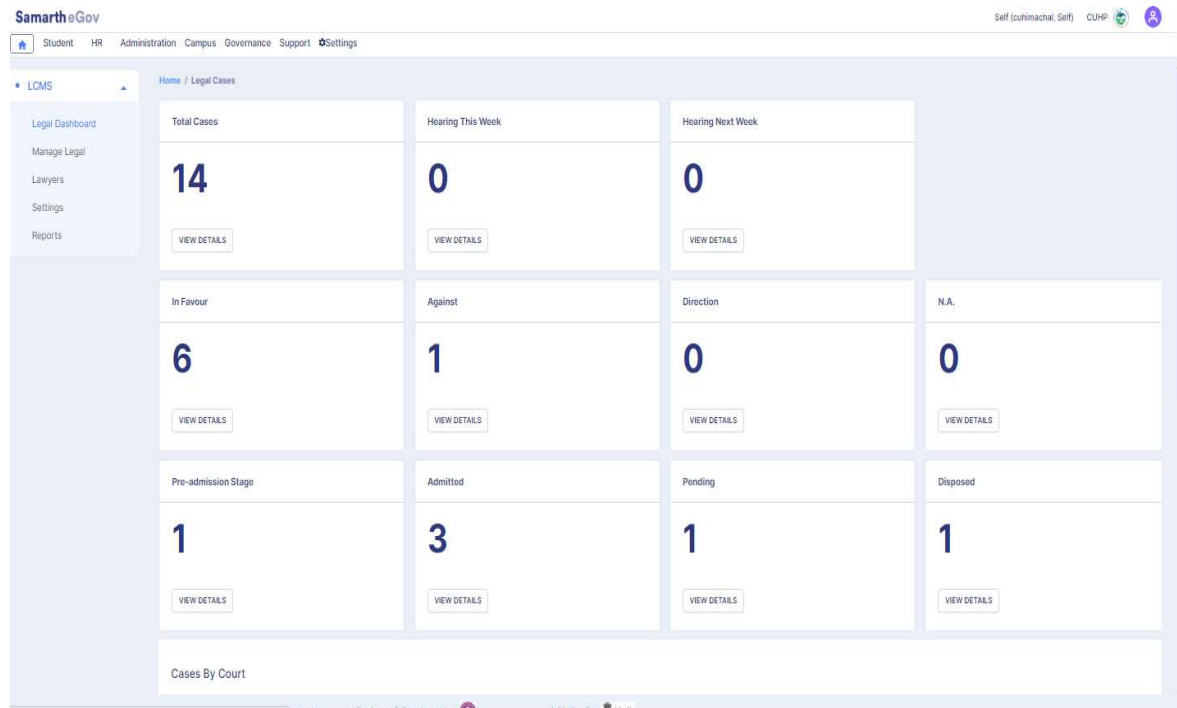 Samarth eGov
Self (cuhimachal, Self) CUHP
Student HR Administration Campus Governance Support Settings
LCMS
Legal Dashboard
Manage Legal
Lawyers
Settings
Reports
Home / Legal Cases
Total Cases Hearing This Week Hearing Next Week
14 0 0
VIEW DETAILS VIEW DETAILS VIEW DETAILS
In Favour Against Direction N.A.
6 1 0 0
VIEW DETAILS VIEW DETAILS VIEW DETAILS VIEW DETAILS
Pre-admission Stage Admitted Pending Disposed
1 3 1 1
VIEW DETAILS VIEW DETAILS VIEW DETAILS VIEW DETAILS
Cases By Court